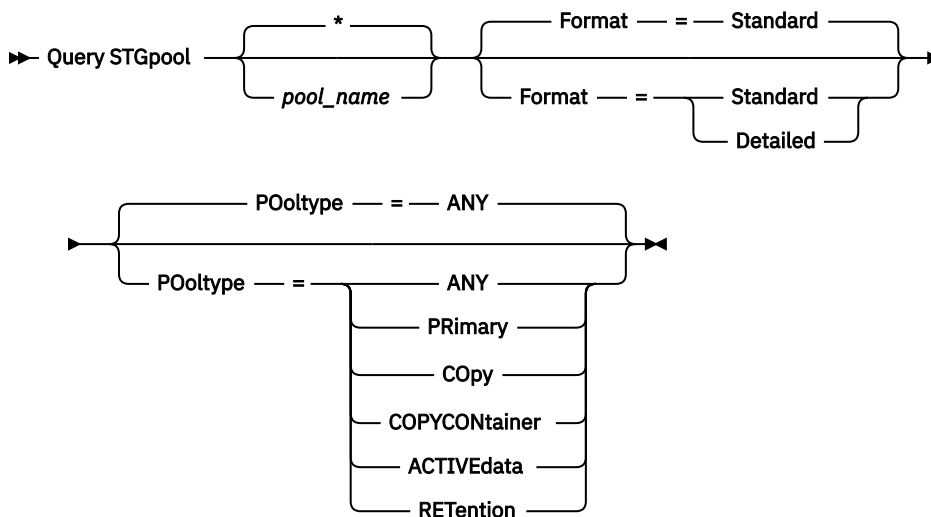 *
Format = Standard
Query STGpool
pool_name
Format = Standard
Detailed
POoltype = ANY
POoltype = ANY
PRimary
COpy
COPYCONtainer
ACTIVEdata
RETention